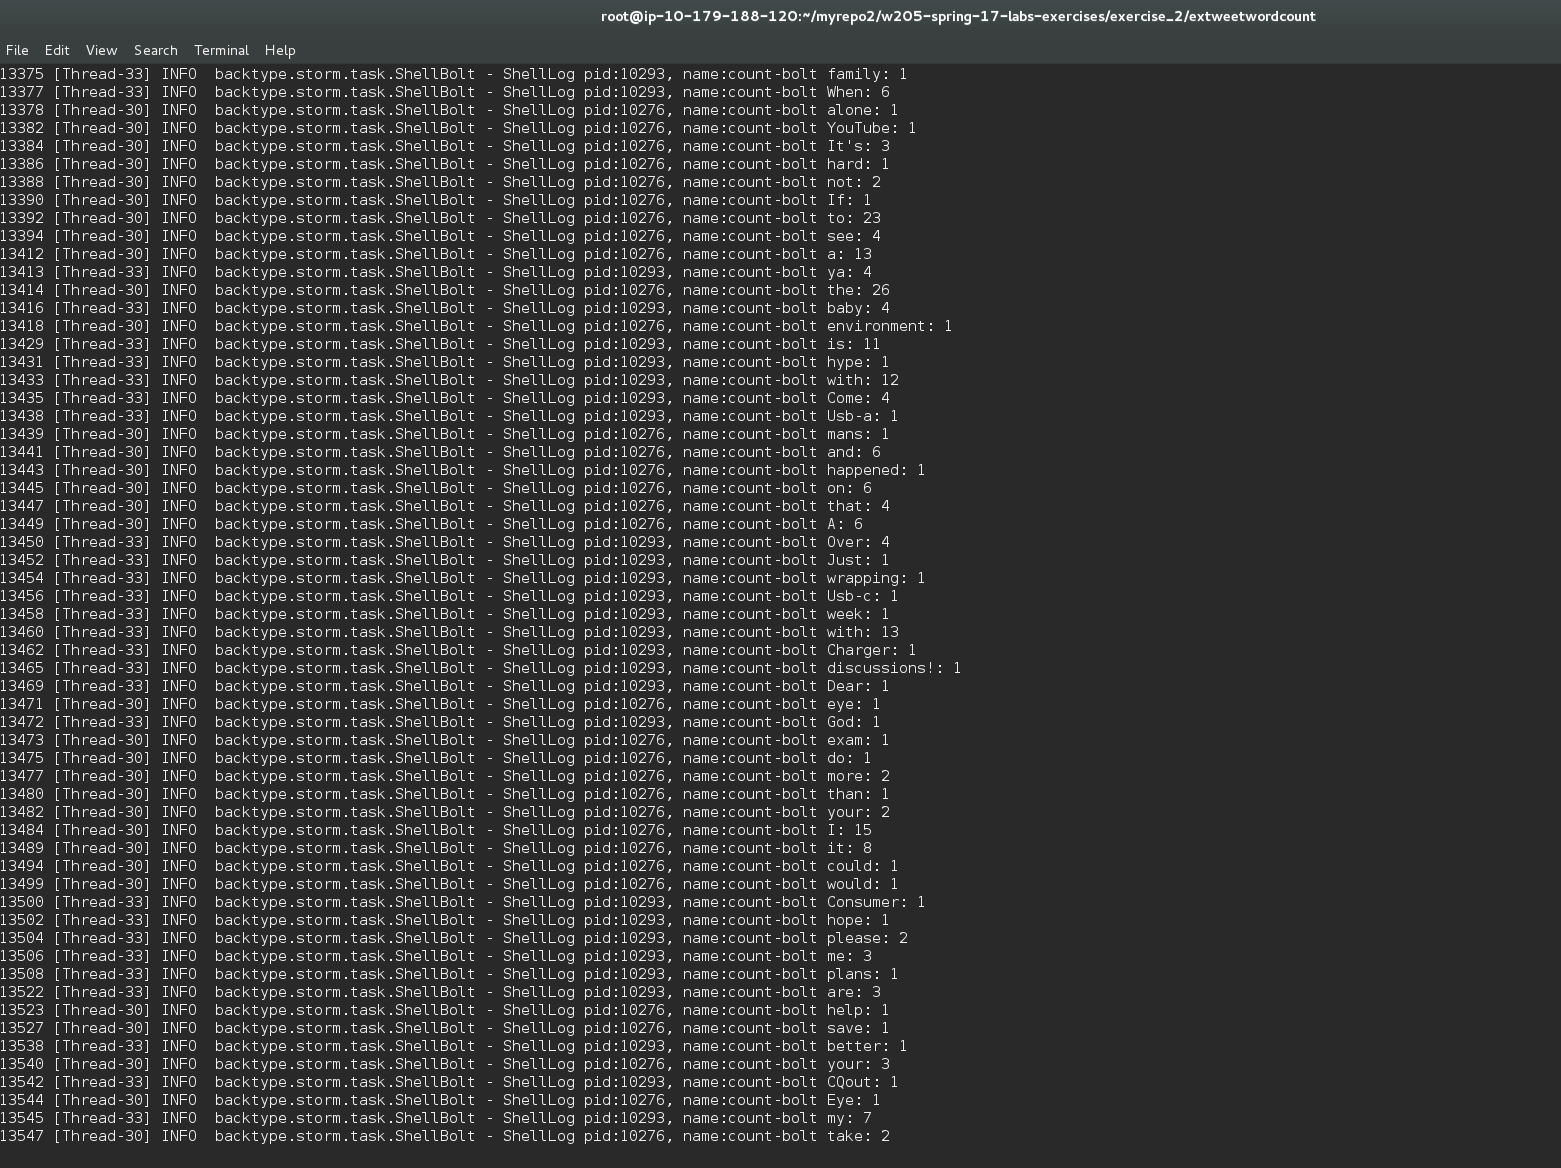 root@ip-10-179-188-120:~/myrepo2/w205-spring-17-labs-exercises/exercise_2/extweetwordcount
File Edit View Search Terminal Help
13375 [Thread-33] INFO  backtype.storm.task.ShellBolt - ShellLog pid:10293, name:count-bolt family: 1
13377 [Thread-33] INFO  backtype.storm.task.ShellBolt - ShellLog pid:10293, name:count-bolt When: 6
13378 [Thread-30] INFO  backtype.storm.task.ShellBolt - ShellLog pid:10276, name:count-bolt alone: 1
13382 [Thread-30] INFO  backtype.storm.task.ShellBolt - ShellLog pid:10276, name:count-bolt YouTube: 1
13384 [Thread-30] INFO  backtype.storm.task.ShellBolt - ShellLog pid:10276, name:count-bolt It's: 3
13386 [Thread-30] INFO  backtype.storm.task.ShellBolt - ShellLog pid:10276, name:count-bolt hard: 1
13388 [Thread-30] INFO  backtype.storm.task.ShellBolt - ShellLog pid:10276, name:count-bolt not: 2
13390 [Thread-30] INFO  backtype.storm.task.ShellBolt - ShellLog pid:10276, name:count-bolt If: 1
13392 [Thread-30] INFO  backtype.storm.task.ShellBolt - ShellLog pid:10276, name:count-bolt to: 23
13394 [Thread-30] INFO  backtype.storm.task.ShellBolt - ShellLog pid:10276, name:count-bolt see: 4
13412 [Thread-30] INFO  backtype.storm.task.ShellBolt - ShellLog pid:10276, name:count-bolt a: 13
13413 [Thread-33] INFO  backtype.storm.task.ShellBolt - ShellLog pid:10293, name:count-bolt ya: 4
13414 [Thread-30] INFO  backtype.storm.task.ShellBolt - ShellLog pid:10276, name:count-bolt the: 26
13416 [Thread-33] INFO  backtype.storm.task.ShellBolt - ShellLog pid:10293, name:count-bolt baby: 4
13418 [Thread-30] INFO  backtype.storm.task.ShellBolt - ShellLog pid:10276, name:count-bolt environment: 1
13429 [Thread-33] INFO  backtype.storm.task.ShellBolt - ShellLog pid:10293, name:count-bolt is: 11
13431 [Thread-33] INFO  backtype.storm.task.ShellBolt - ShellLog pid:10293, name:count-bolt hype: 1
13433 [Thread-33] INFO  backtype.storm.task.ShellBolt - ShellLog pid:10293, name:count-bolt with: 12
13435 [Thread-33] INFO  backtype.storm.task.ShellBolt - ShellLog pid:10293, name:count-bolt Come: 4
13438 [Thread-33] INFO  backtype.storm.task.ShellBolt - ShellLog pid:10293, name:count-bolt Usb-a: 1
13439 [Thread-30] INFO  backtype.storm.task.ShellBolt - ShellLog pid:10276, name:count-bolt mans: 1
13441 [Thread-30] INFO  backtype.storm.task.ShellBolt - ShellLog pid:10276, name:count-bolt and: 6
13443 [Thread-30] INFO  backtype.storm.task.ShellBolt - ShellLog pid:10276, name:count-bolt happened: 1
13445 [Thread-30] INFO  backtype.storm.task.ShellBolt - ShellLog pid:10276, name:count-bolt on: 6
13447 [Thread-30] INFO  backtype.storm.task.ShellBolt - ShellLog pid:10276, name:count-bolt that: 4
13449 [Thread-30] INFO  backtype.storm.task.ShellBolt - ShellLog pid:10276, name:count-bolt A: 6
13450 [Thread-33] INFO  backtype.storm.task.ShellBolt - ShellLog pid:10293, name:count-bolt Over: 4
13452 [Thread-33] INFO  backtype.storm.task.ShellBolt - ShellLog pid:10293, name:count-bolt Just: 1
13454 [Thread-33] INFO  backtype.storm.task.ShellBolt - ShellLog pid:10293, name:count-bolt wrapping: 1
13456 [Thread-33] INFO  backtype.storm.task.ShellBolt - ShellLog pid:10293, name:count-bolt Usb-c: 1
13458 [Thread-33] INFO  backtype.storm.task.ShellBolt - ShellLog pid:10293, name:count-bolt week: 1
13460 [Thread-33] INFO  backtype.storm.task.ShellBolt - ShellLog pid:10293, name:count-bolt with: 13
13462 [Thread-33] INFO  backtype.storm.task.ShellBolt - ShellLog pid:10293, name:count-bolt Charger: 1
13465 [Thread-33] INFO  backtype.storm.task.ShellBolt - ShellLog pid:10293, name:count-bolt discussions!: 1
13469 [Thread-33] INFO  backtype.storm.task.ShellBolt - ShellLog pid:10293, name:count-bolt Dear: 1
13471 [Thread-30] INFO  backtype.storm.task.ShellBolt - ShellLog pid:10276, name:count-bolt eye: 1
13472 [Thread-33] INFO  backtype.storm.task.ShellBolt - ShellLog pid:10293, name:count-bolt God: 1
13473 [Thread-30] INFO  backtype.storm.task.ShellBolt - ShellLog pid:10276, name:count-bolt exam: 1
13475 [Thread-30] INFO  backtype.storm.task.ShellBolt - ShellLog pid:10276, name:count-bolt do: 1
13477 [Thread-30] INFO  backtype.storm.task.ShellBolt - ShellLog pid:10276, name:count-bolt more: 2
13480 [Thread-30] INFO  backtype.storm.task.ShellBolt - ShellLog pid:10276, name:count-bolt than: 1
13482 [Thread-30] INFO  backtype.storm.task.ShellBolt - ShellLog pid:10276, name:count-bolt your: 2
13484 [Thread-30] INFO  backtype.storm.task.ShellBolt - ShellLog pid:10276, name:count-bolt I: 15
13489 [Thread-30] INFO  backtype.storm.task.ShellBolt - ShellLog pid:10276, name:count-bolt it: 8
13494 [Thread-30] INFO  backtype.storm.task.ShellBolt - ShellLog pid:10276, name:count-bolt could: 1
13499 [Thread-30] INFO  backtype.storm.task.ShellBolt - ShellLog pid:10276, name:count-bolt would: 1
13500 [Thread-33] INFO  backtype.storm.task.ShellBolt - ShellLog pid:10293, name:count-bolt Consumer: 1
13502 [Thread-33] INFO  backtype.storm.task.ShellBolt - ShellLog pid:10293, name:count-bolt hope: 1
13504 [Thread-33] INFO  backtype.storm.task.ShellBolt - ShellLog pid:10293, name:count-bolt please: 2
13506 [Thread-33] INFO  backtype.storm.task.ShellBolt - ShellLog pid:10293, name:count-bolt me: 3
13508 [Thread-33] INFO  backtype.storm.task.ShellBolt - ShellLog pid:10293, name:count-bolt plans: 1
13522 [Thread-33] INFO  backtype.storm.task.ShellBolt - ShellLog pid:10293, name:count-bolt are: 3
13523 [Thread-30] INFO  backtype.storm.task.ShellBolt - ShellLog pid:10276, name:count-bolt help: 1
13527 [Thread-30] INFO  backtype.storm.task.ShellBolt - ShellLog pid:10276, name:count-bolt save: 1
13538 [Thread-33] INFO  backtype.storm.task.ShellBolt - ShellLog pid:10293, name:count-bolt better: 1
13540 [Thread-30] INFO  backtype.storm.task.ShellBolt - ShellLog pid:10276, name:count-bolt your: 3
13542 [Thread-33] INFO  backtype.storm.task.ShellBolt - ShellLog pid:10293, name:count-bolt CQout: 1
13544 [Thread-30] INFO  backtype.storm.task.ShellBolt - ShellLog pid:10276, name:count-bolt Eye: 1
13545 [Thread-33] INFO  backtype.storm.task.ShellBolt - ShellLog pid:10293, name:count-bolt my: 7
13547 [Thread-30] INFO  backtype.storm.task.ShellBolt - ShellLog pid:10276, name:count-bolt take: 2